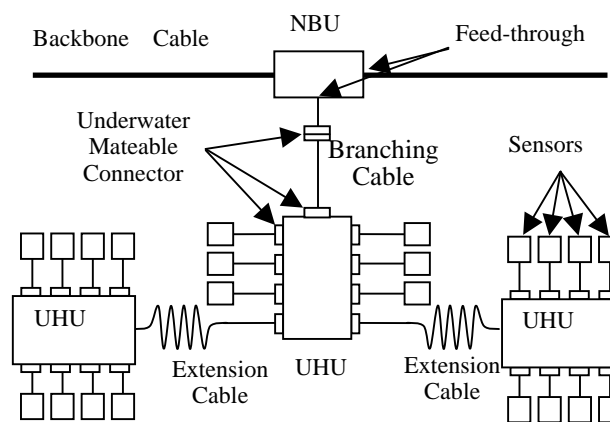 NBU
Feed-through
Backbone Cable
Underwater
Mateable
Connector
Branching
Cable
Sensors
UHU
UHU
UHU
Extension
Cable
Extension
Cable